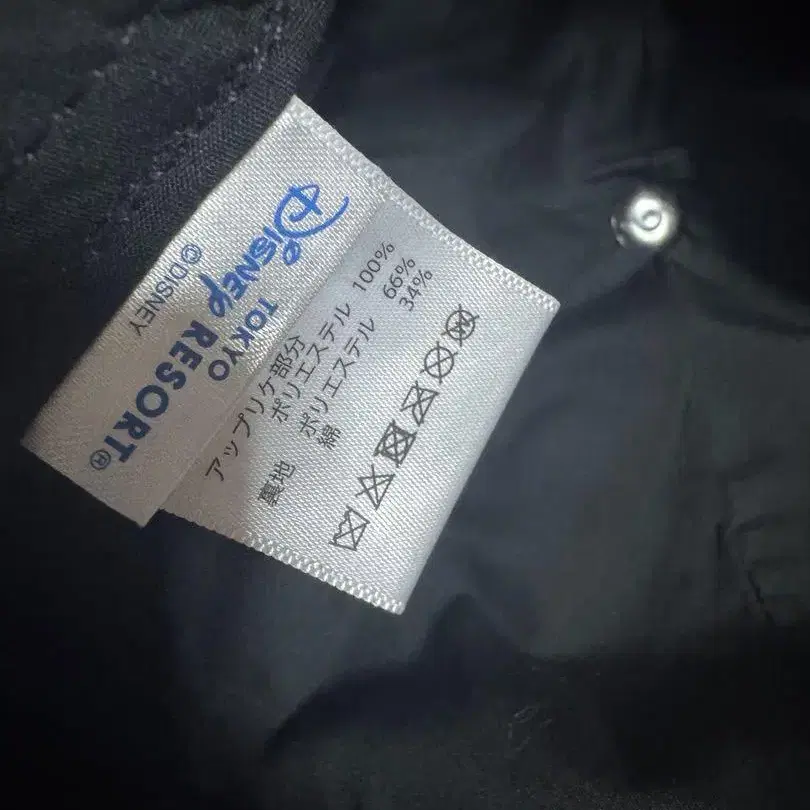 Disney
TOKYO
RESORT®
©DISNEY
アップリケ部分
ポリエステル 100%
裏地 ポリエステル 66%
綿 34%